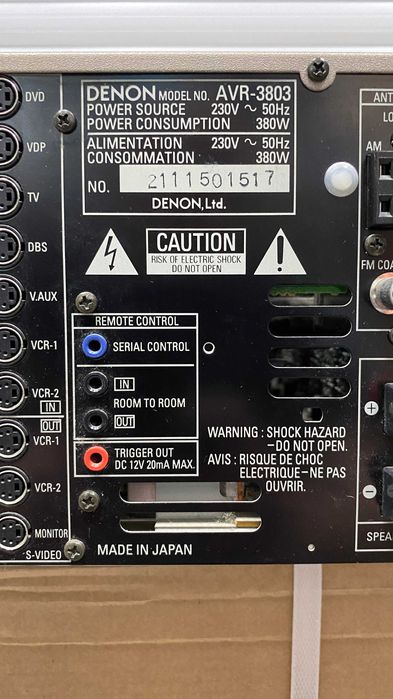 DVD
VDP
TV
DBS
V.AUX
VCR-1
VCR-2
IN
OUT
VCR-1
VCR-2
MONITOR
S-VIDEO
DENON MODEL NO. AVR-3803
POWER SOURCE 230V ~ 50Hz
POWER CONSUMPTION 380W
ALIMENTATION 230V ~ 50Hz
CONSOMMATION 380W
NO. 2111501517
DENON, Ltd.
CAUTION
RISK OF ELECTRIC SHOCK
DO NOT OPEN
REMOTE CONTROL
SERIAL CONTROL
IN
ROOM TO ROOM
OUT
TRIGGER OUT
DC 12V 20mA MAX.
WARNING : SHOCK HAZARD
–DO NOT OPEN.
AVIS : RISQUE DE CHOC
ELECTRIQUE–NE PAS
OUVRIR.
MADE IN JAPAN
ANT
LO
AM
FM COA
+
–
SPEA